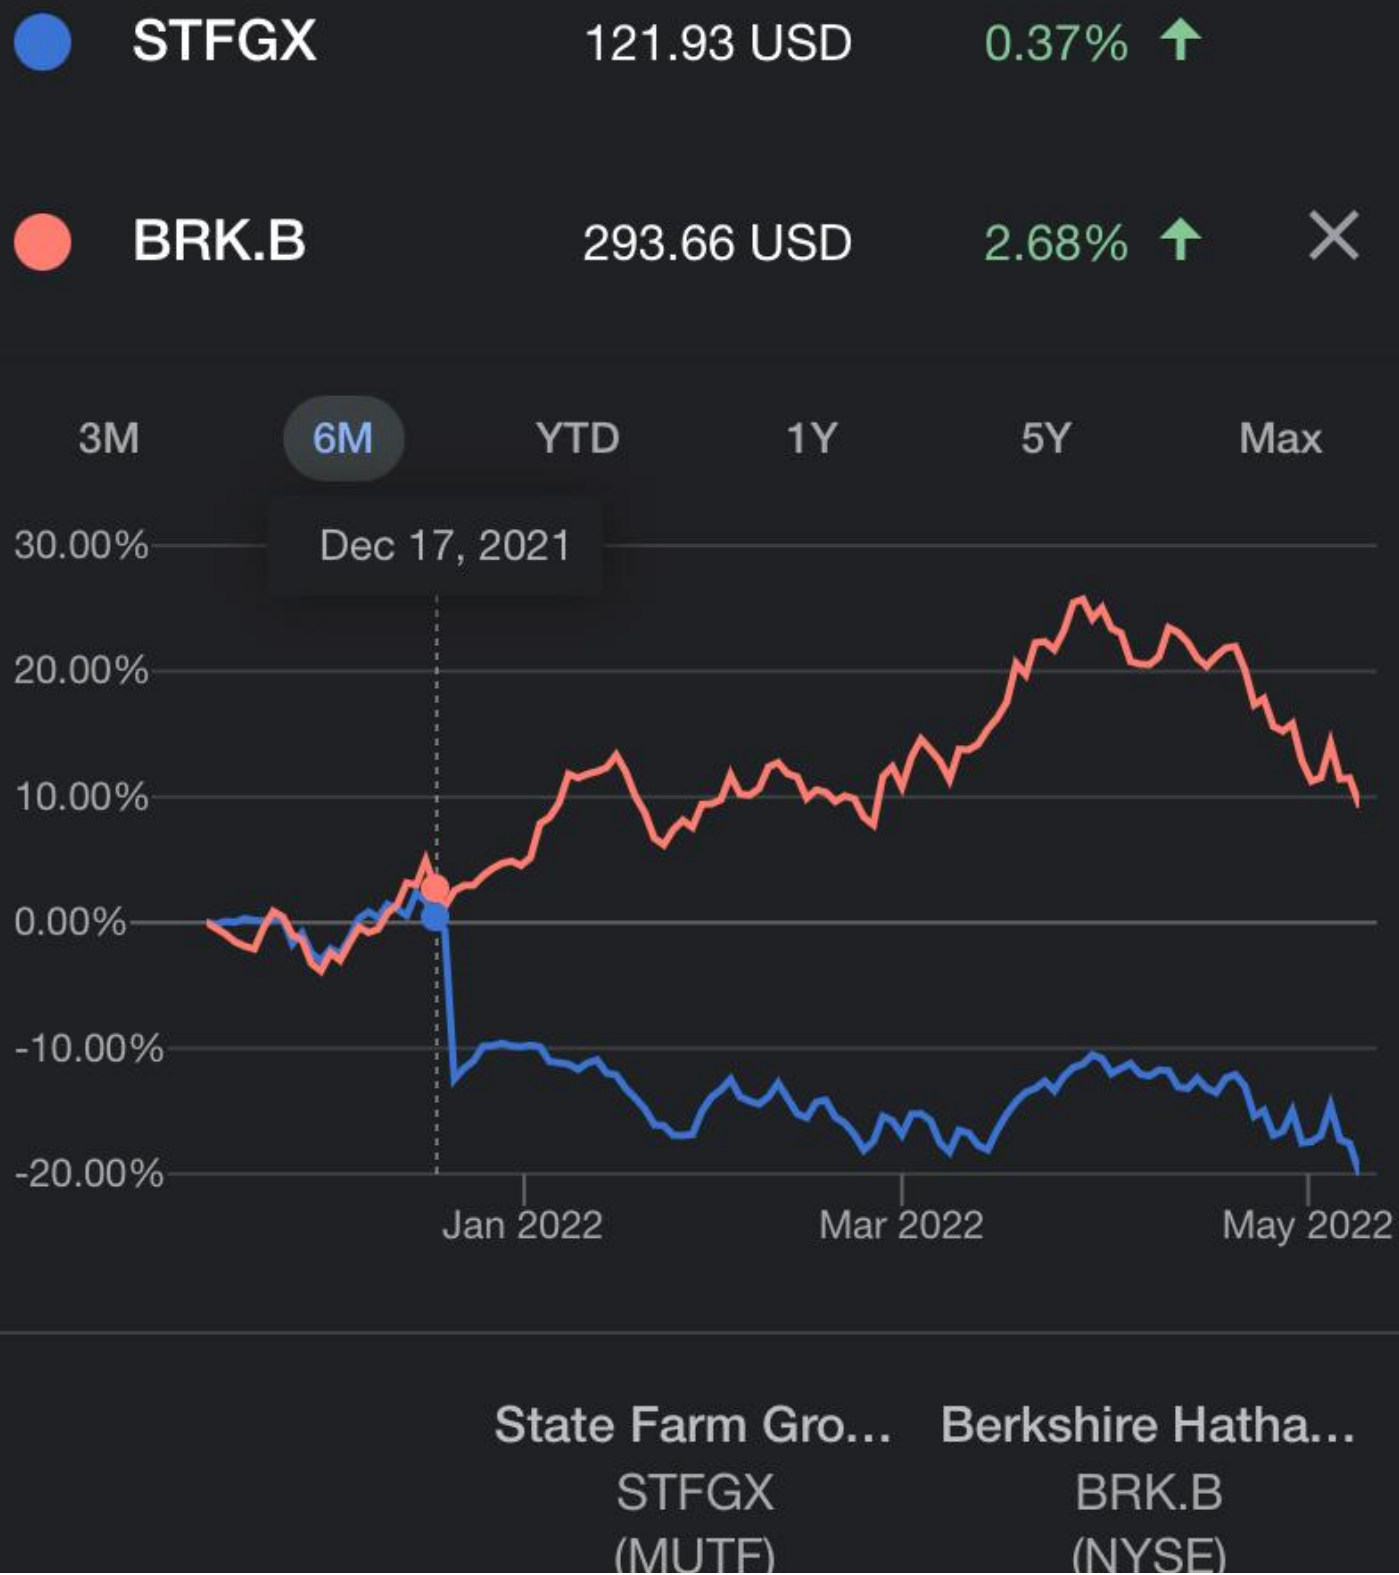 STFGX 121.93 USD 0.37% ↑
BRK.B 293.66 USD 2.68% ↑ ×
3M 6M YTD 1Y 5Y Max
Dec 17, 2021
30.00%
20.00%
10.00%
0.00%
-10.00%
-20.00%
Jan 2022 Mar 2022 May 2022
State Farm Gro... Berkshire Hatha...
STFGX BRK.B
(MUTF) (NYSE)